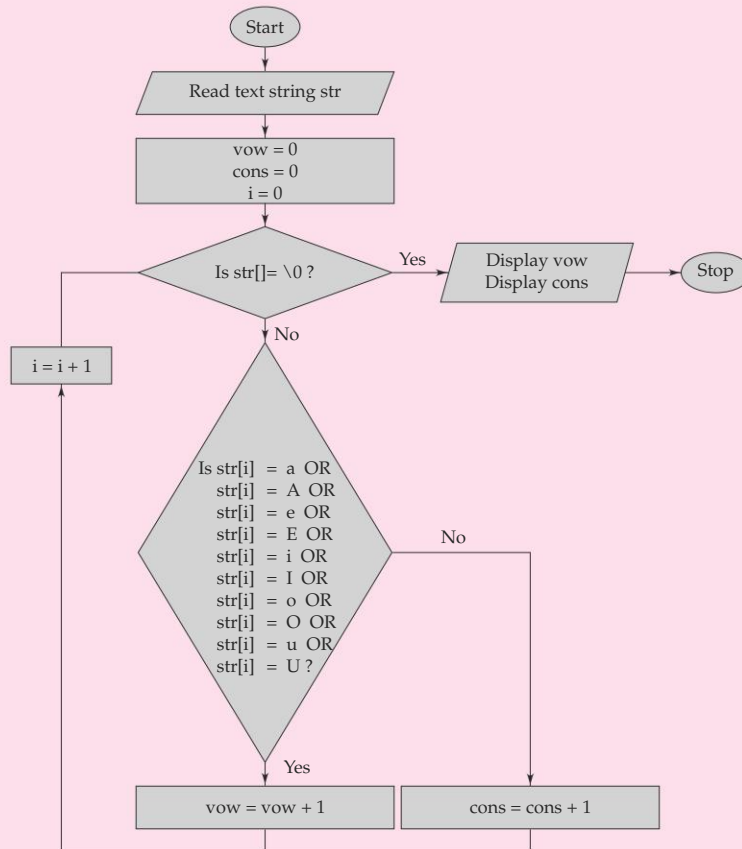 Start
Read text string str
vow = 0
cons = 0
i = 0
Is str[]= \0 ?
Yes
Display vow
Display cons
Stop
No
i = i + 1
Is str[i] = a OR
str[i] = A OR
str[i] = e OR
str[i] = E OR
str[i] = i OR
str[i] = I OR
str[i] = o OR
str[i] = O OR
str[i] = u OR
str[i] = U ?
No
Yes
vow = vow + 1
cons = cons + 1